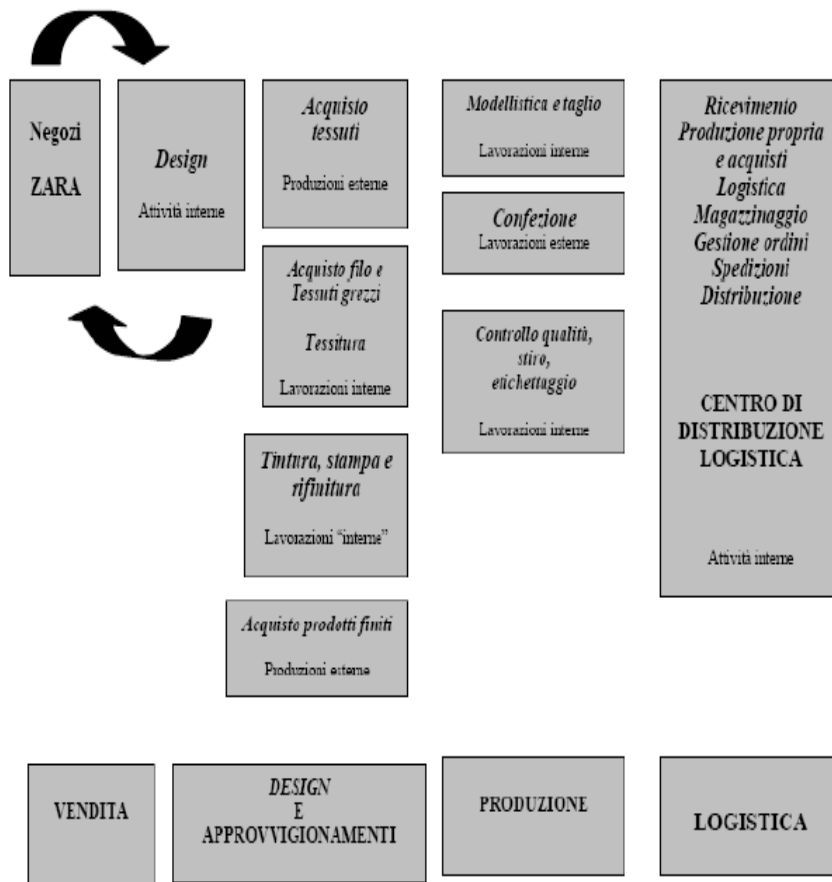 Negozi
ZARA
Design
Attività interne
Acquisto
tessuti
Produzioni esterne
Acquisto filo e
Tessuti grezzi
Tessitura
Lavorazioni interne
Tintura, stampa e
rifinitura
Lavorazioni “interne”
Acquisto prodotti finiti
Produzioni esterne
Modellistica e taglio
Lavorazioni interne
Confezione
Lavorazioni esterne
Controllo qualità,
stiro,
etichettaggio
Lavorazioni interne
Ricevimento
Produzione propria
e acquisti
Logistica
Magazzinaggio
Gestione ordini
Spedizioni
Distribuzione
CENTRO DI
DISTRIBUZIONE
LOGISTICA
Attività interne
VENDITA
DESIGN
E
APPROVVIGIONAMENTI
PRODUZIONE
LOGISTICA